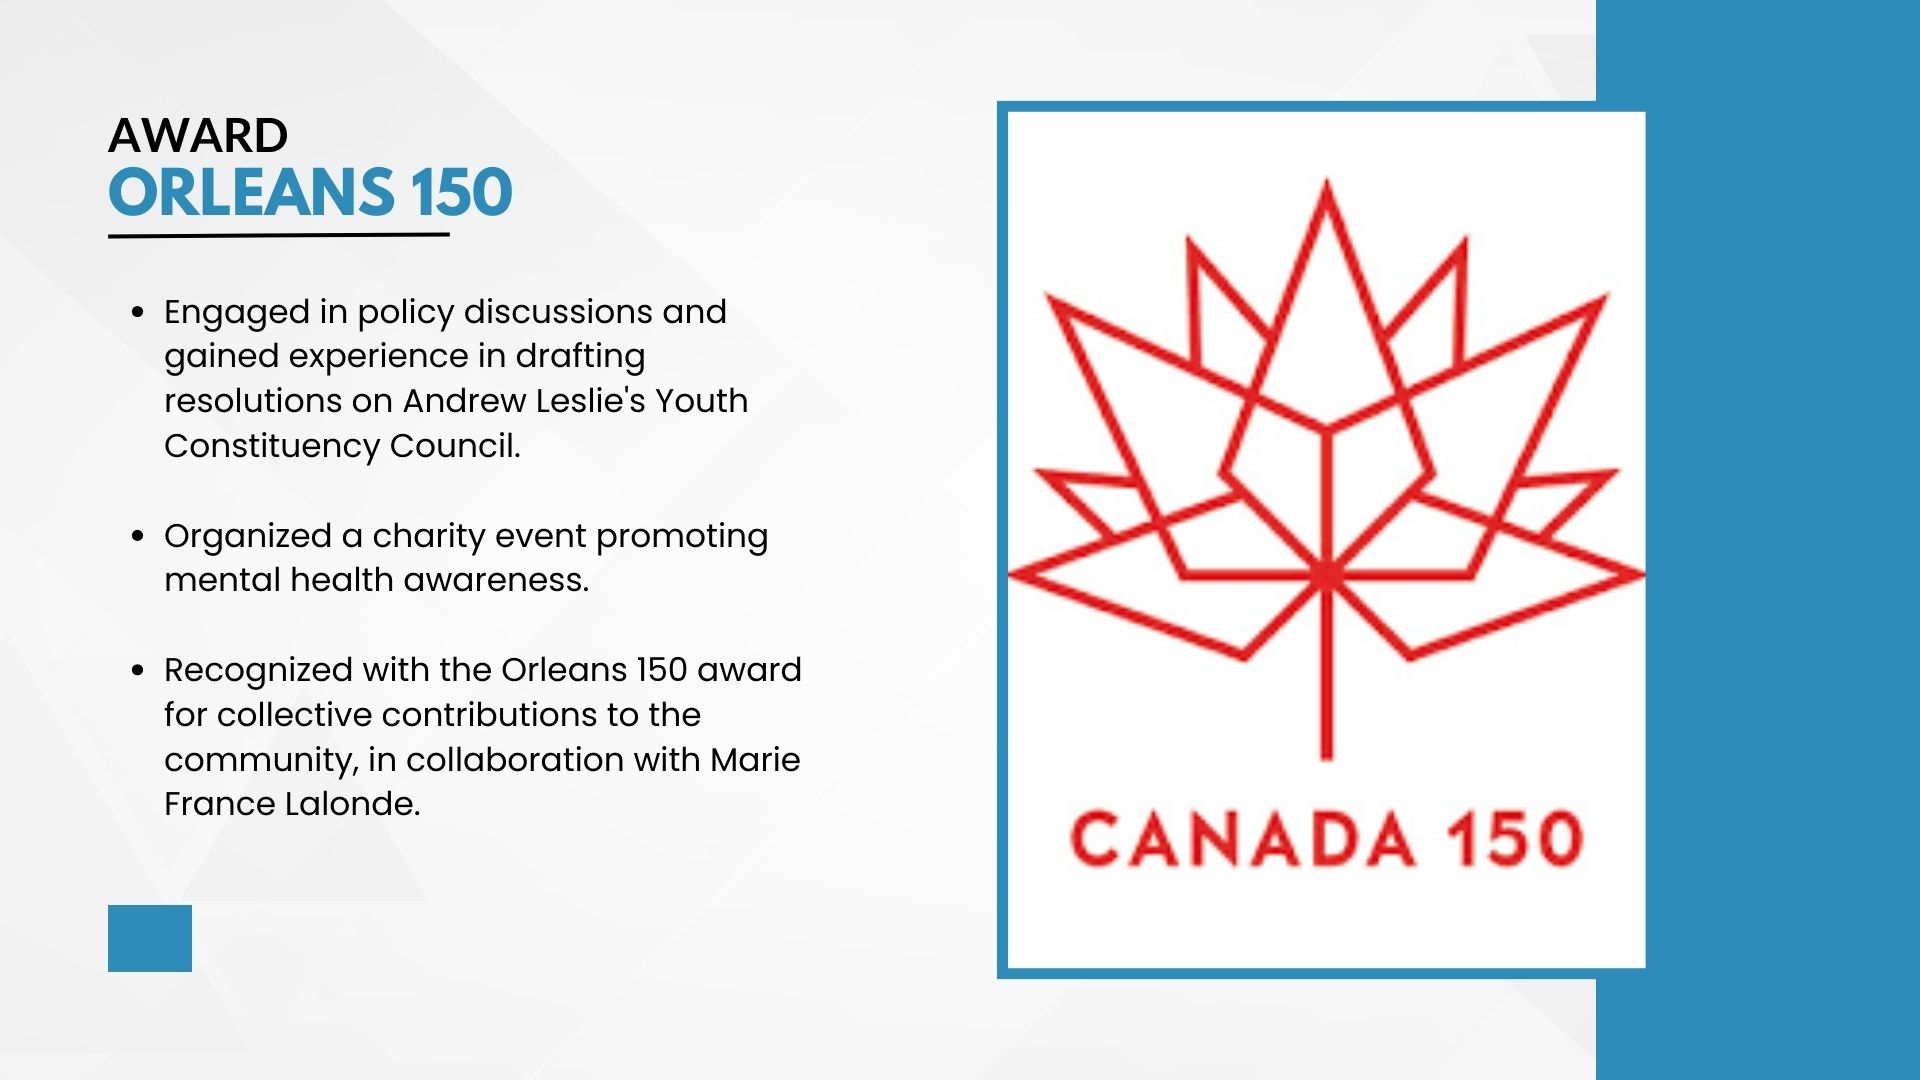 AWARD
ORLEANS 150
• Engaged in policy discussions and
gained experience in drafting
resolutions on Andrew Leslie's Youth
Constituency Council.
• Organized a charity event promoting
mental health awareness.
• Recognized with the Orleans 150 award
for collective contributions to the
community, in collaboration with Marie
France Lalonde.
CANADA 150